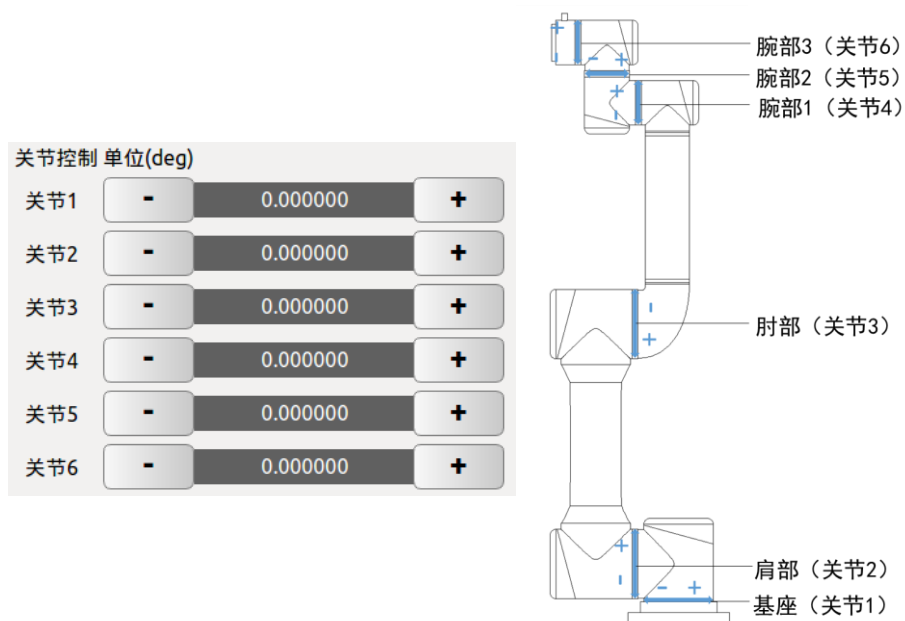 关节控制 单位(deg)
关节1 - 0.000000 +
关节2 - 0.000000 +
关节3 - 0.000000 +
关节4 - 0.000000 +
关节5 - 0.000000 +
关节6 - 0.000000 +
+ - - +
腕部3（关节6）
腕部2（关节5）
+ -
腕部1（关节4）
- +
肘部（关节3）
+ -
肩部（关节2）
- +
基座（关节1）